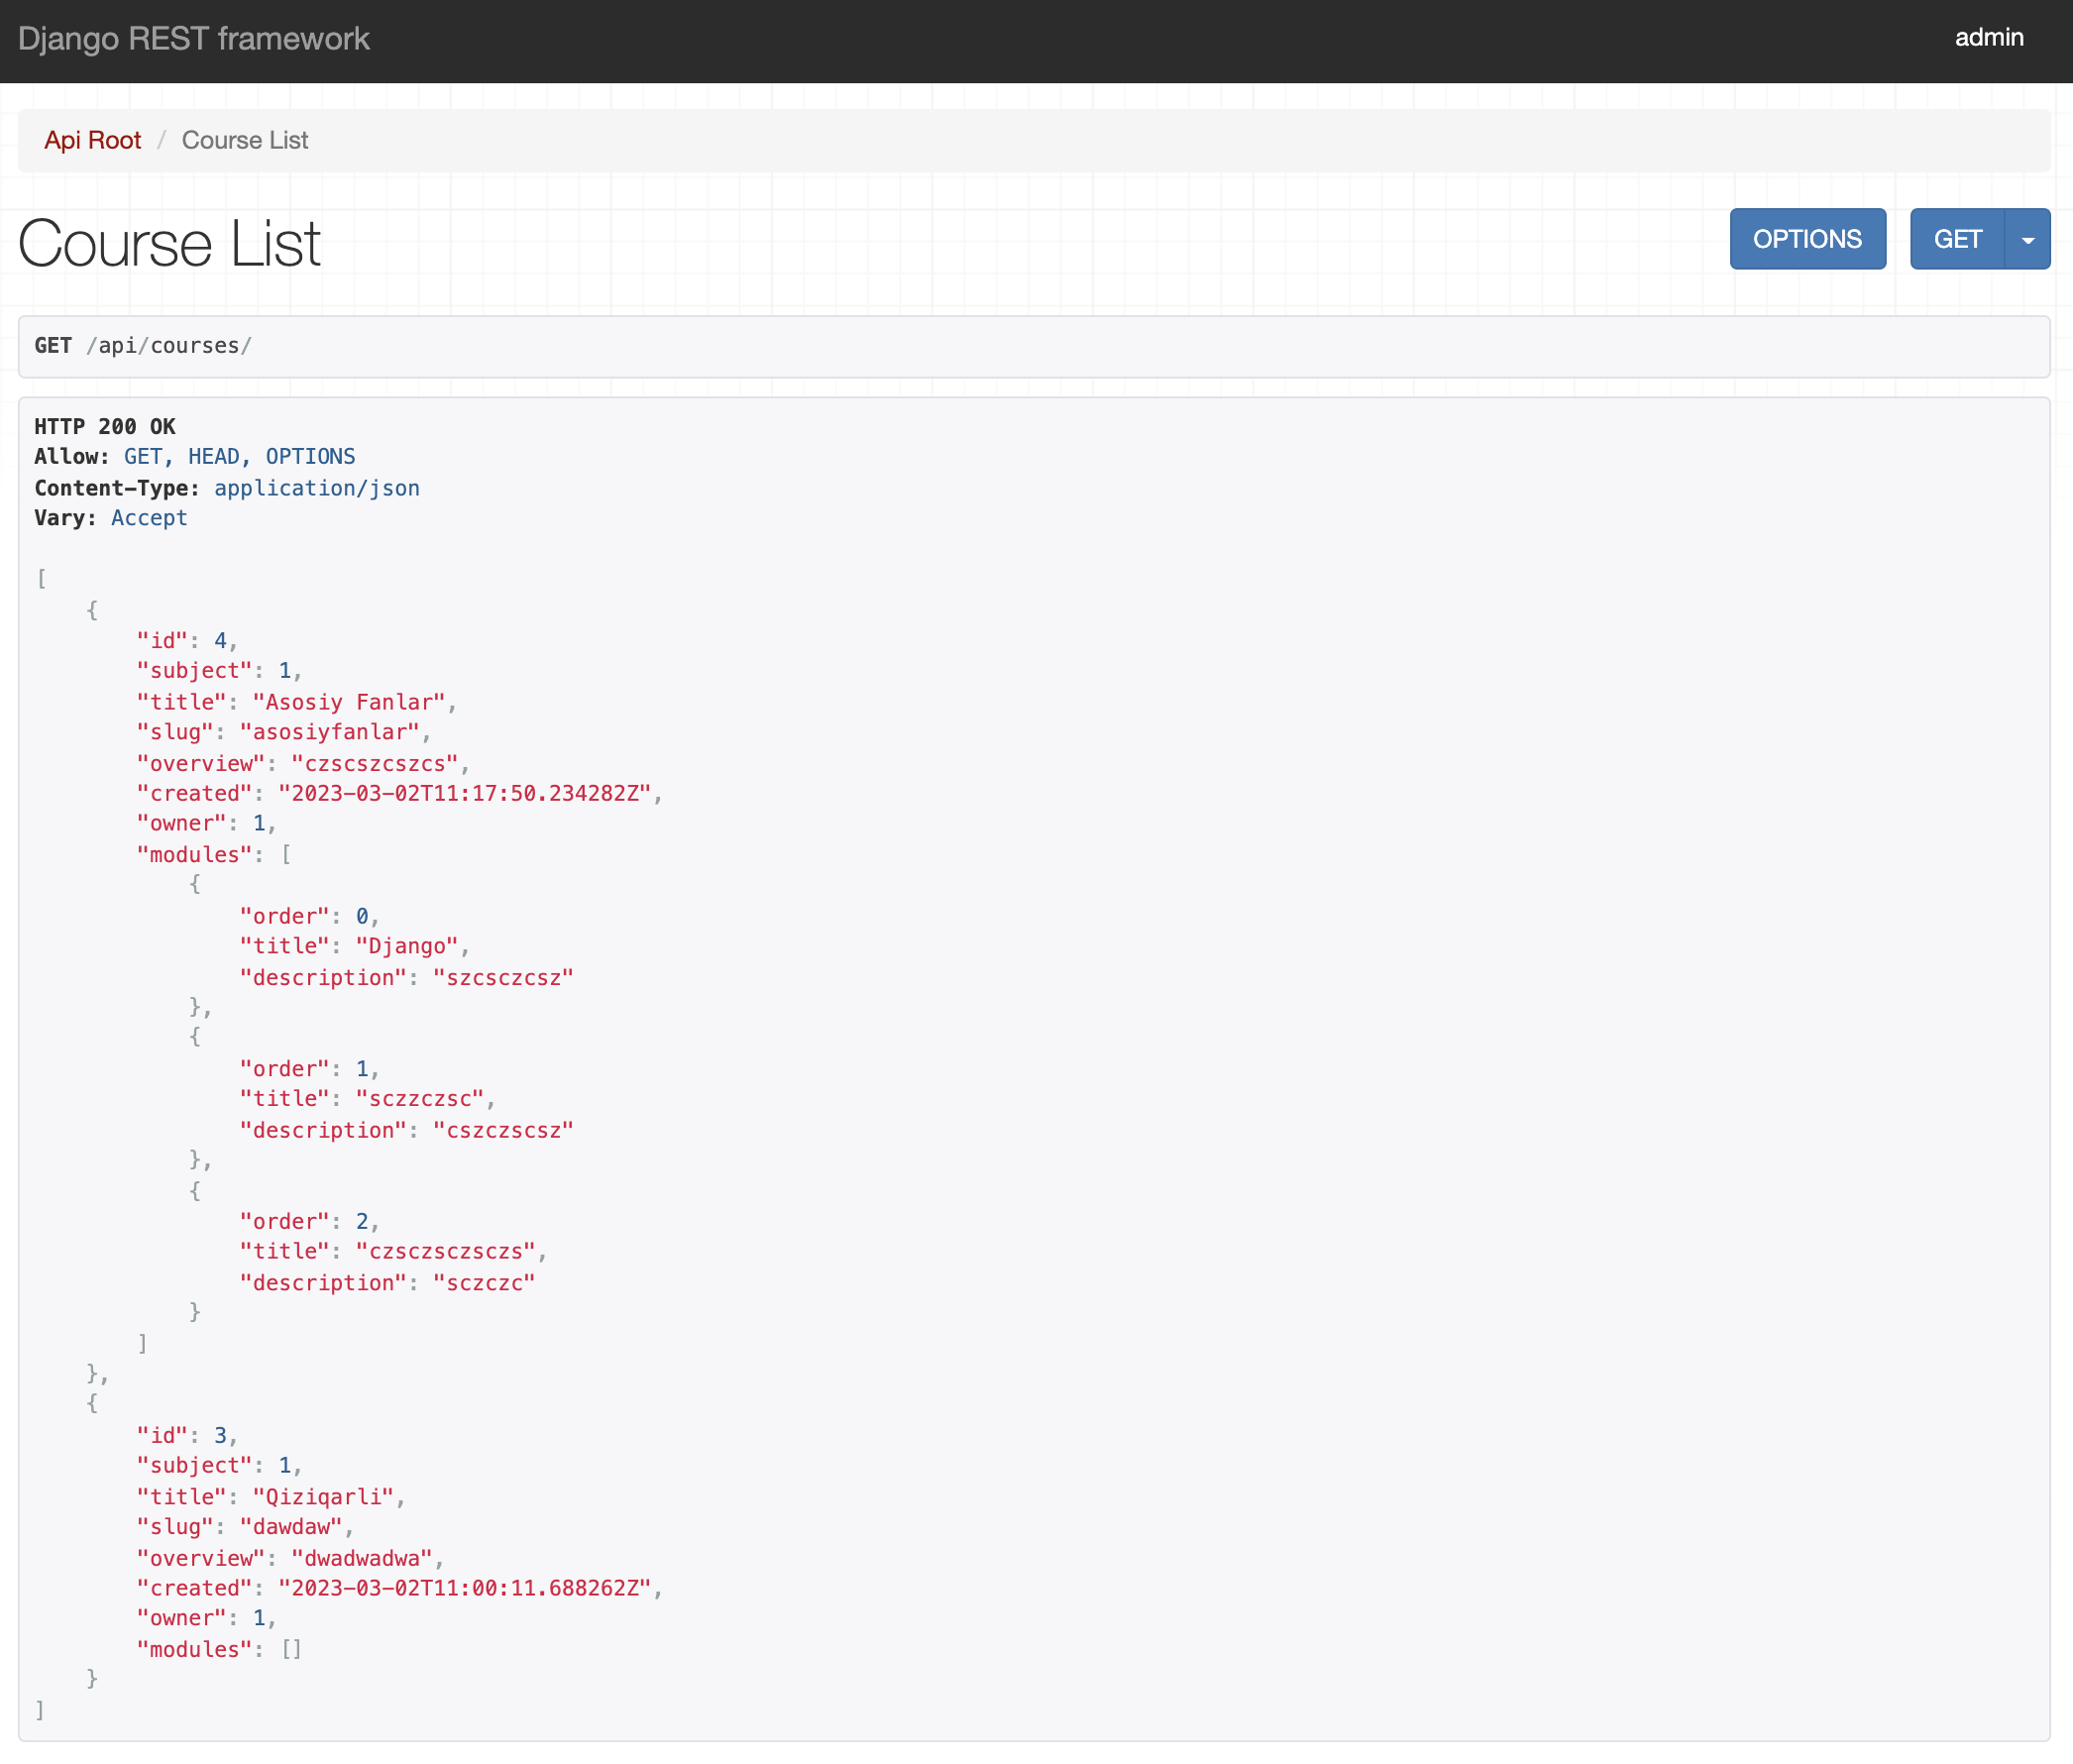 Django REST framework
admin
Api Root / Course List
Course List
OPTIONS
GET
GET /api/courses/
HTTP 200 OK
Allow: GET, HEAD, OPTIONS
Content-Type: application/json
Vary: Accept
[
    {
        "id": 4,
        "subject": 1,
        "title": "Asosiy Fanlar",
        "slug": "asosiyfanlar",
        "overview": "czscszcszcs",
        "created": "2023-03-02T11:17:50.234282Z",
        "owner": 1,
        "modules": [
            {
                "order": 0,
                "title": "Django",
                "description": "szcsczcsz"
            },
            {
                "order": 1,
                "title": "sczzczsc",
                "description": "cszczscsz"
            },
            {
                "order": 2,
                "title": "czsczsczsczs",
                "description": "sczczc"
            }
        ]
    },
    {
        "id": 3,
        "subject": 1,
        "title": "Qiziqarli",
        "slug": "dawdaw",
        "overview": "dwadwadwa",
        "created": "2023-03-02T11:00:11.688262Z",
        "owner": 1,
        "modules": []
    }
]